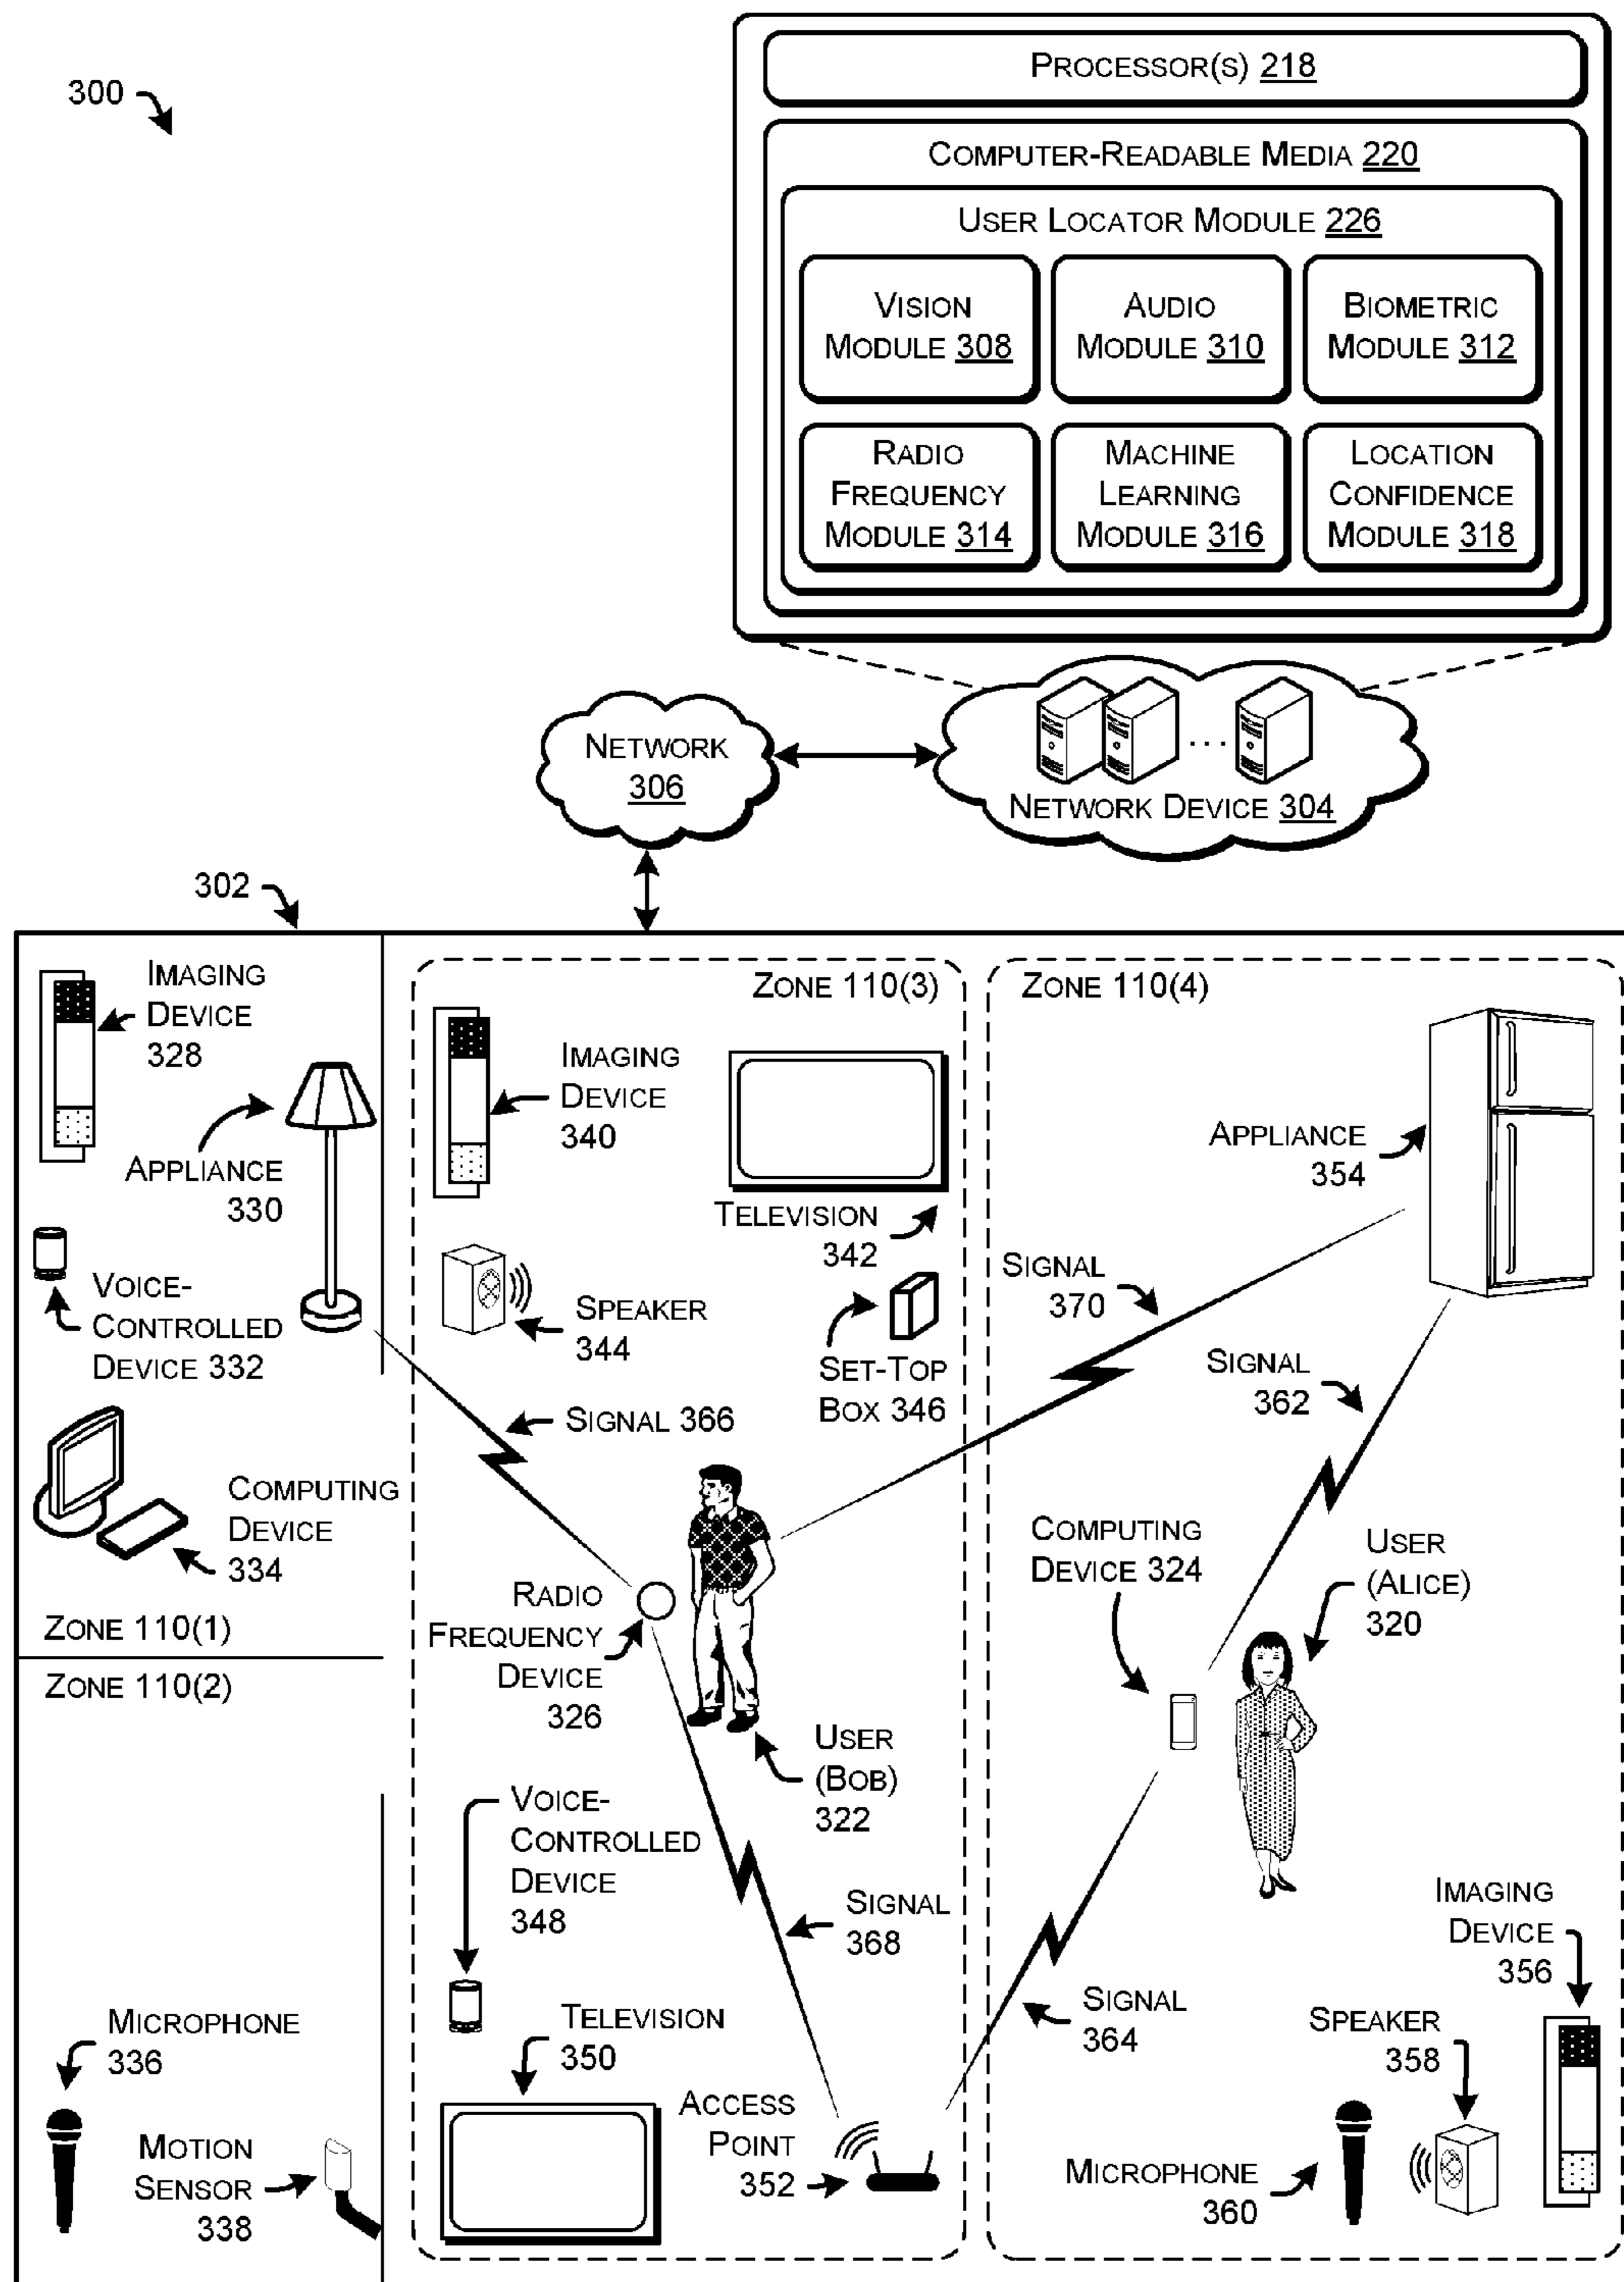 300
PROCESSOR(S) 218
COMPUTER-READABLE MEDIA 220
USER LOCATOR MODULE 226
VISION
MODULE 308
AUDIO
MODULE 310
BIOMETRIC
MODULE 312
RADIO
FREQUENCY
MODULE 314
MACHINE
LEARNING
MODULE 316
LOCATION
CONFIDENCE
MODULE 318
NETWORK
306
...
NETWORK DEVICE 304
302
IMAGING
DEVICE
328
APPLIANCE
330
VOICE-
CONTROLLED
DEVICE 332
COMPUTING
DEVICE
334
ZONE 110(1)
ZONE 110(2)
MICROPHONE
336
MOTION
SENSOR
338
ZONE 110(3)
IMAGING
DEVICE
340
TELEVISION
342
SPEAKER
344
SET-TOP
BOX 346
SIGNAL 366
RADIO
FREQUENCY
DEVICE
326
USER
(BOB)
322
VOICE-
CONTROLLED
DEVICE
348
SIGNAL
368
TELEVISION
350
ACCESS
POINT
352
ZONE 110(4)
APPLIANCE
354
SIGNAL
370
SIGNAL
362
COMPUTING
DEVICE 324
USER
(ALICE)
320
SIGNAL
364
IMAGING
DEVICE
356
SPEAKER
358
MICROPHONE
360